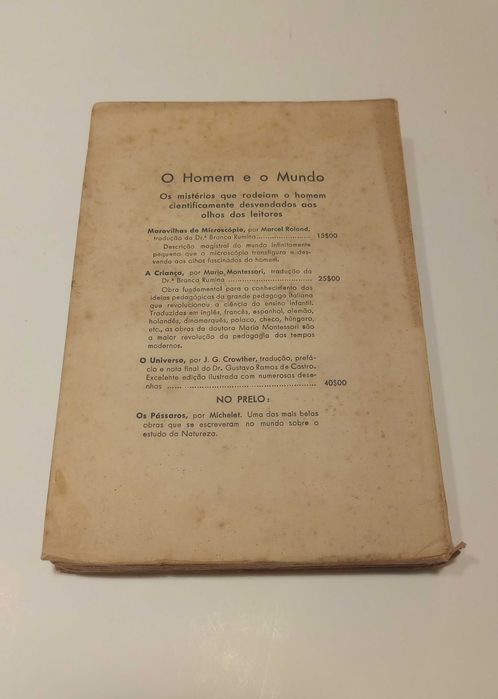 O Homem e o Mundo
Os mistérios que rodeiam o homem
cientificamente desvendados aos
olhos dos leitores
Maravilhas do Microscópio, por Marcel Roland,
tradução da Dr.ª Branca Rumina................... 15$00
Descrição magistral do mundo infinitamente
pequeno que o microscópio transfigura e des-
venda aos olhos fascinados do homem.
A Criança, por Maria Montessori, tradução da
Dr.ª Branca Rumina ............................... 25$00
Obra fundamental para o conhecimento das
ideias pedagógicas da grande pedagoga italiana
que revolucionou a ciência do ensino infantil.
Traduzidas em inglês, francês, espanhol, alemão,
holandês, dinamarquês, polaco, checo, húngaro,
etc., as obras da doutora Maria Montessori são
a maior revolução da pedagogia dos tempos
modernos.
O Universo, por J. G. Crowther, tradução, prefá-
cio e nota final do Dr. Gustavo Ramos de Castro.
Excelente edição ilustrada com numerosos dese-
nhos ................................................ 40$00
NO PRELO:
Os Pássaros, por Michelet. Uma das mais belas
obras que se escreveram no mundo sobre o
estudo da Natureza.